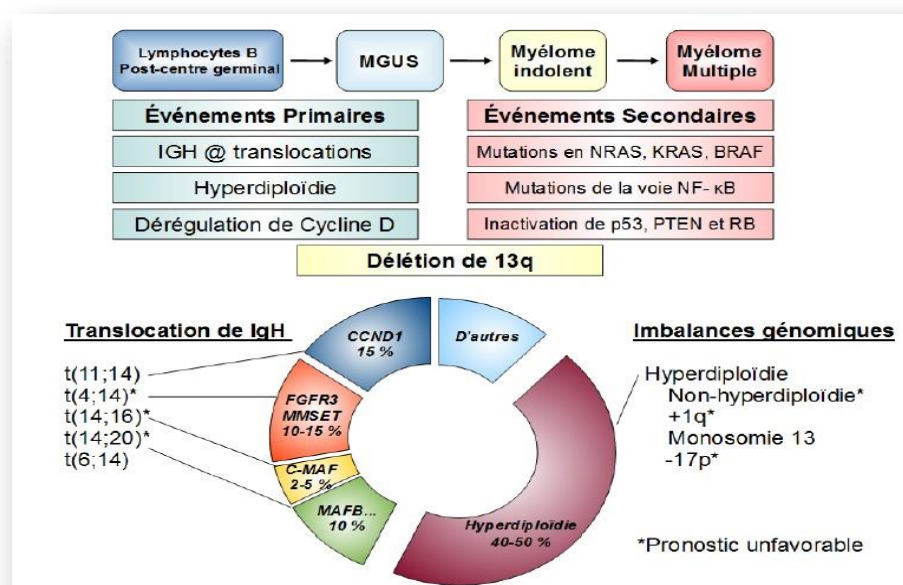 Lymphocytes B
Post-centre germinal
MGUS
Myélome
indolent
Myélome
Multiple
Événements Primaires
IGH @ translocations
Hyperdiploïdie
Dérégulation de Cycline D
Événements Secondaires
Mutations en NRAS, KRAS, BRAF
Mutations de la voie NF- κB
Inactivation de p53, PTEN et RB
Délétion de 13q
Translocation de IgH
t(11;14)
t(4;14)*
t(14;16)*
t(14;20)*
t(6;14)
CCND1
15 %
FGFR3
MMSET
10-15 %
C-MAF
2-5 %
MAFB...
10 %
D'autres
Hyperdiploïdie
40-50 %
Imbalances génomiques
Hyperdiploïdie
Non-hyperdiploïdie*
+1q*
Monosomie 13
-17p*
*Pronostic unfavorable